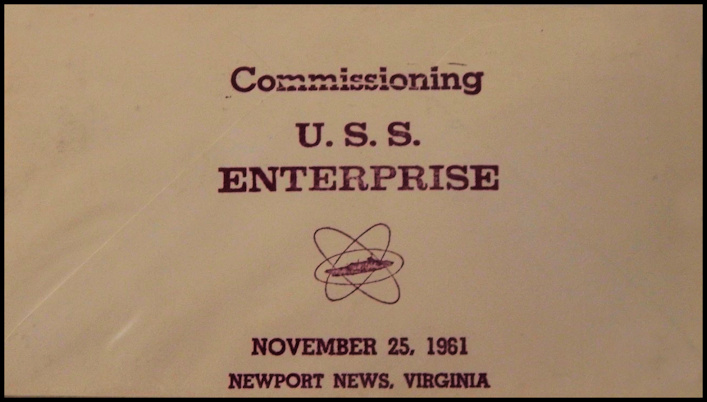 Commissioning
U. S. S.
ENTERPRISE
NOVEMBER 25, 1961
NEWPORT NEWS, VIRGINIA